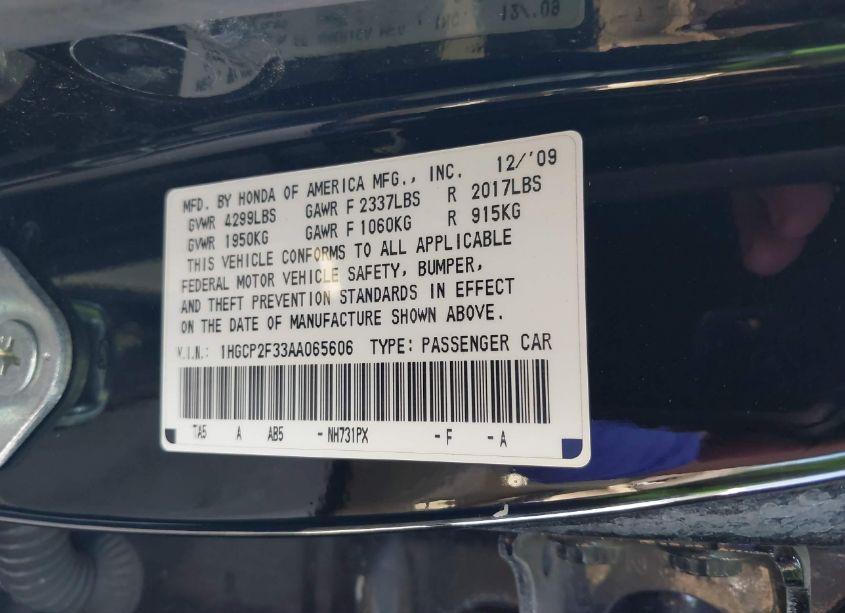 MFD. BY HONDA OF AMERICA MFG., INC. 12/'09
GVWR 4299LBS GAWR F 2337LBS R 2017LBS
GVWR 1950KG GAWR F 1060KG R 915KG
THIS VEHICLE CONFORMS TO ALL APPLICABLE
FEDERAL MOTOR VEHICLE SAFETY, BUMPER,
AND THEFT PREVENTION STANDARDS IN EFFECT
ON THE DATE OF MANUFACTURE SHOWN ABOVE.
V.I.N.: 1HGCP2F33AA065606 TYPE: PASSENGER CAR
TA5 A AB5 -NH731PX -F -A